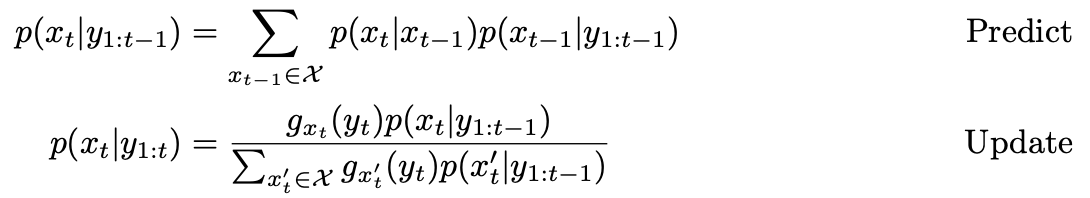 $p(x_t|y_{1:t-1}) = \sum_{x_{t-1} \in \mathcal{X}} p(x_t|x_{t-1})p(x_{t-1}|y_{1:t-1})$ Predict
$p(x_t|y_{1:t}) = \frac{g_{x_t}(y_t)p(x_t|y_{1:t-1})}{\sum_{x'_t \in \mathcal{X}} g_{x'_t}(y_t)p(x'_t|y_{1:t-1})}$ Update